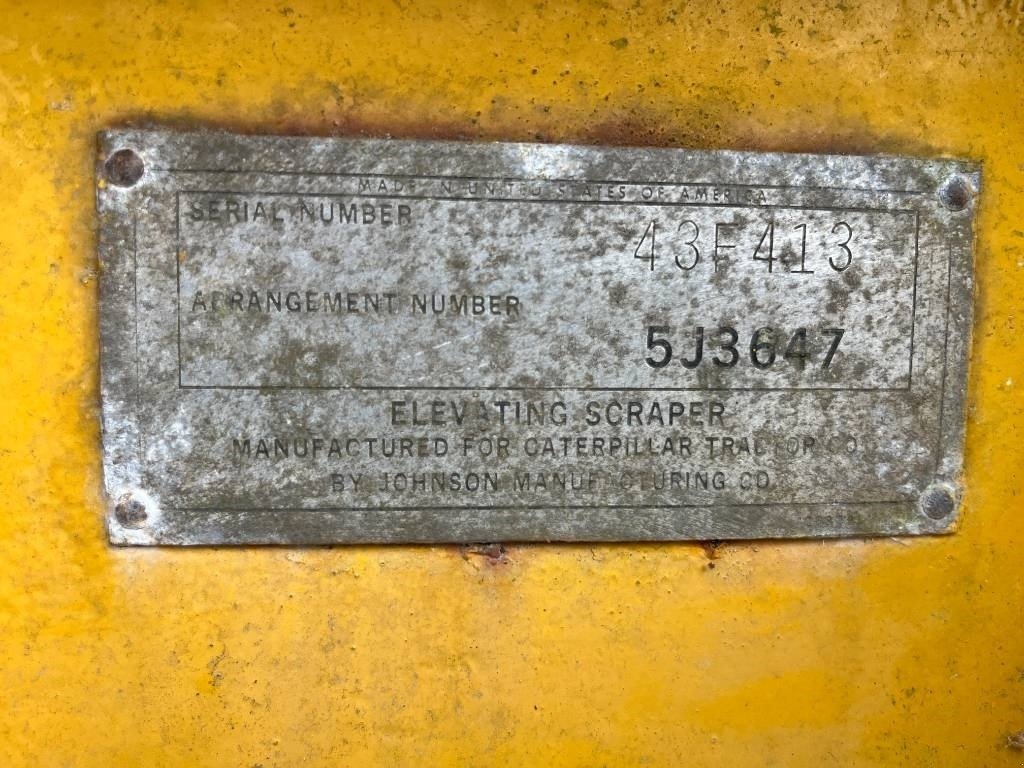 MADE IN UNITED STATES OF AMERICA
SERIAL NUMBER 43F413
ARRANGEMENT NUMBER 5J3647
ELEVATING SCRAPER
MANUFACTURED FOR CATERPILLAR TRACTOR CO
BY JOHNSON MANUFACTURING CO